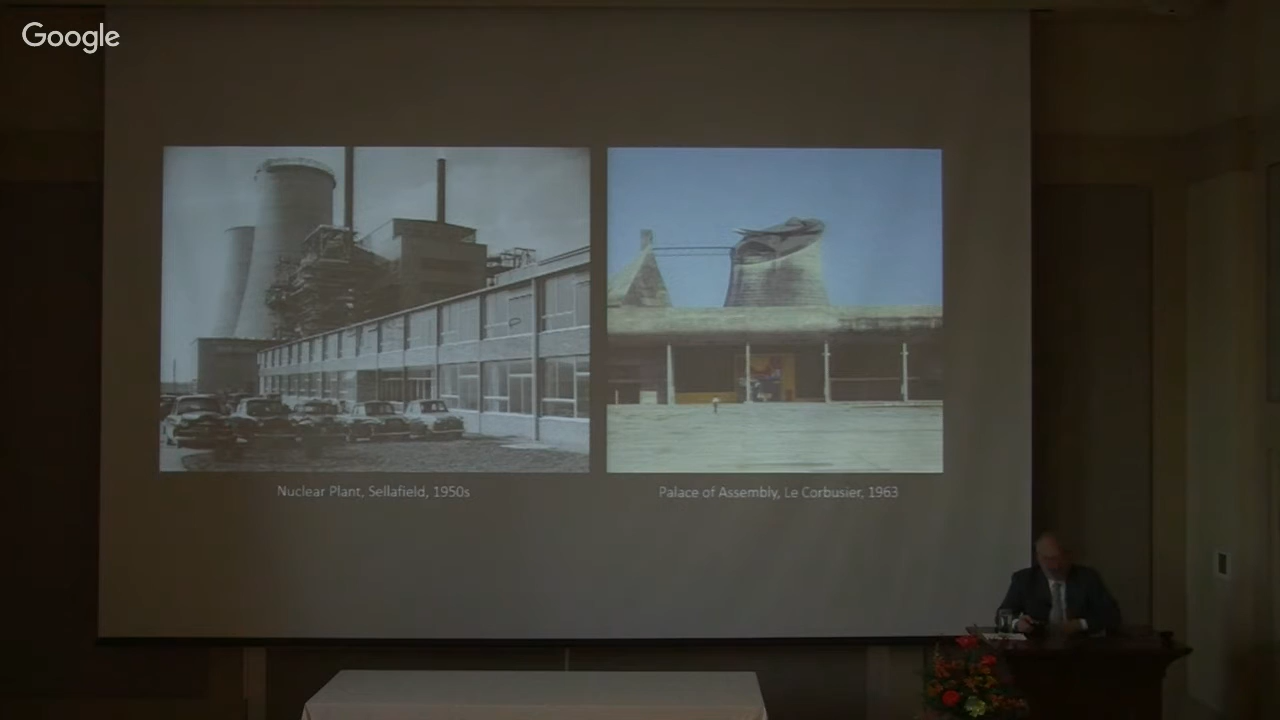 Google
Nuclear Plant, Sellafield, 1950s
Palace of Assembly, Le Corbusier, 1963